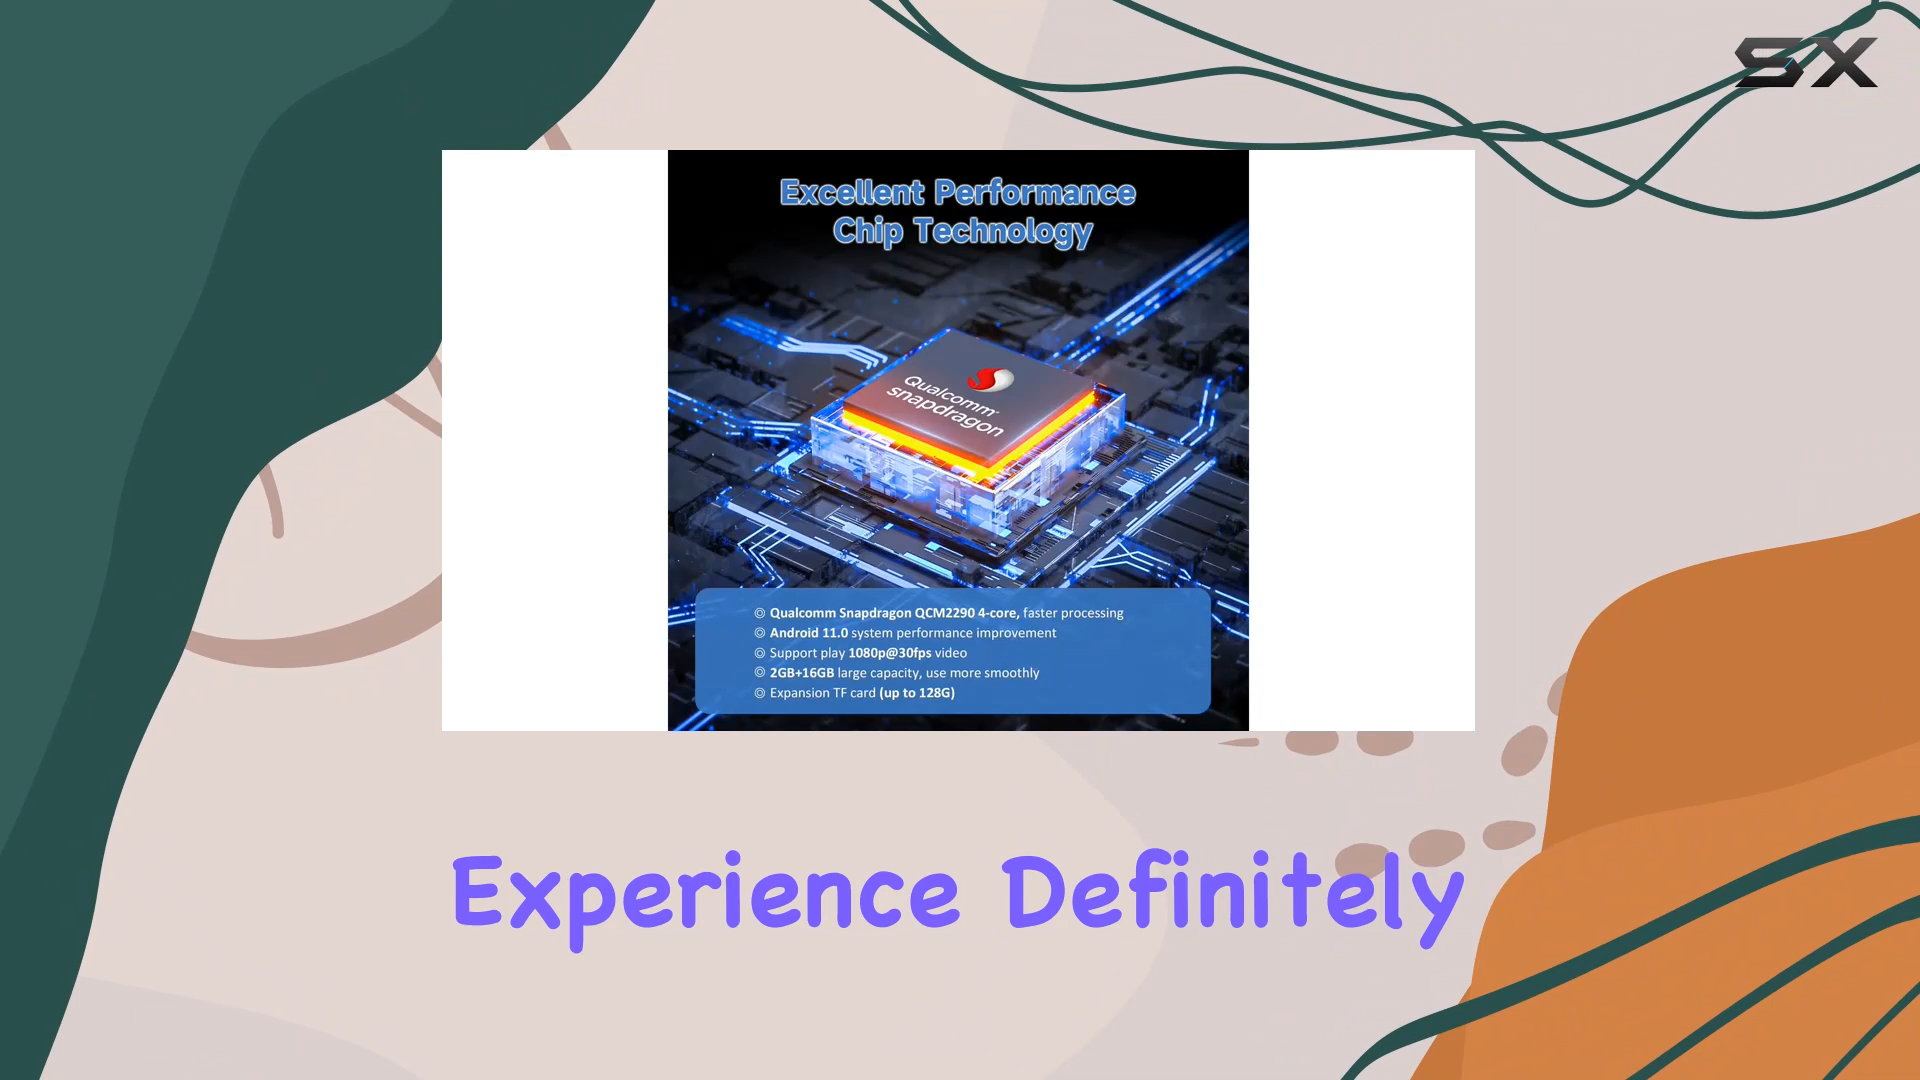 SX
Excellent Performance
Chip Technology
Qualcomm
snapdragon
◎ Qualcomm Snapdragon QCM2290 4-core, faster processing
◎ Android 11.0 system performance improvement
◎ Support play 1080p@30fps video
◎ 2GB+16GB large capacity, use more smoothly
◎ Expansion TF card (up to 128G)
Experience Definitely